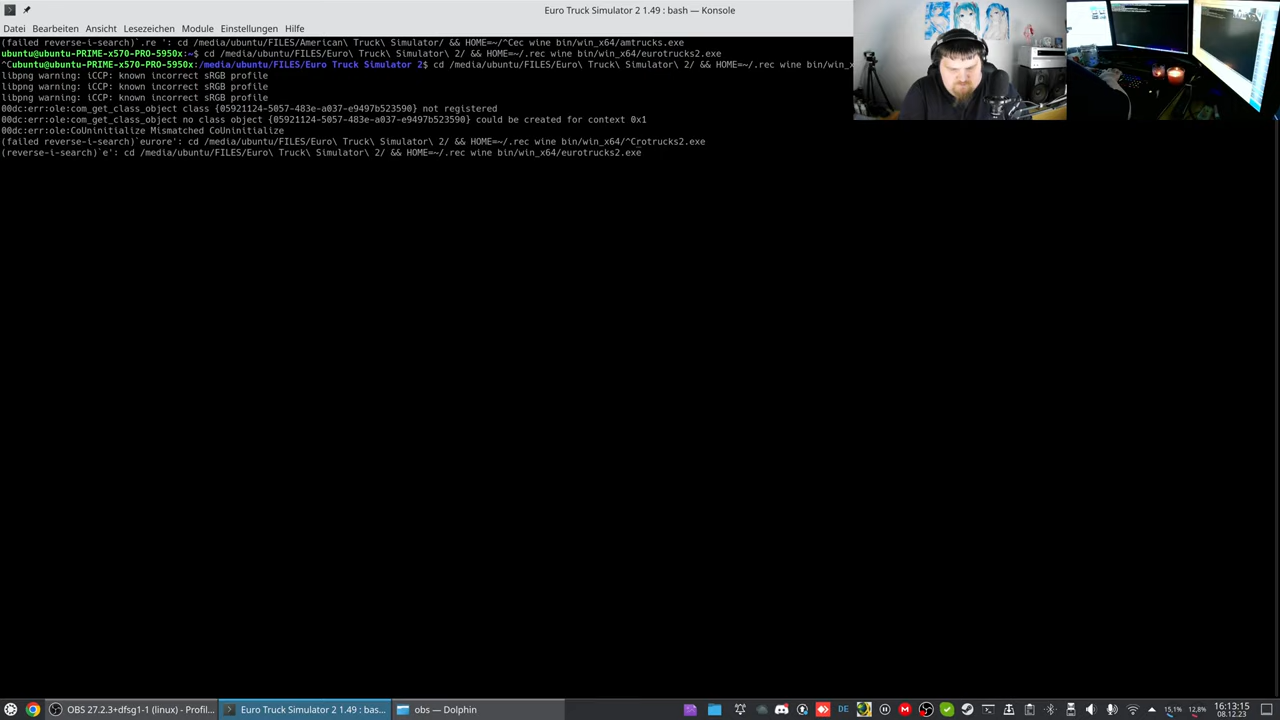 Euro Truck Simulator 2 1.49 : bash — Konsole
Datei Bearbeiten Ansicht Lesezeichen Module Einstellungen Hilfe
(failed reverse-i-search)`.re ': cd /media/ubuntu/FILES/American\ Truck\ Simulator/ && HOME=~/^Cec wine bin/win_x64/amtrucks.exe
ubuntu@ubuntu-PRIME-x570-PRO-5950x:~$ cd /media/ubuntu/FILES/Euro\ Truck\ Simulator\ 2/ && HOME=~/.rec wine bin/win_x64/eurotrucks2.exe
^Cubuntu@ubuntu-PRIME-x570-PRO-5950x:/media/ubuntu/FILES/Euro Truck Simulator 2$ cd /media/ubuntu/FILES/Euro\ Truck\ Simulator\ 2/ && HOME=~/.rec wine bin/win_x
libpng warning: iCCP: known incorrect sRGB profile
libpng warning: iCCP: known incorrect sRGB profile
libpng warning: iCCP: known incorrect sRGB profile
00dc:err:ole:com_get_class_object class {05921124-5057-483e-a037-e9497b523590} not registered
00dc:err:ole:com_get_class_object no class object {05921124-5057-483e-a037-e9497b523590} could be created for context 0x1
00dc:err:ole:CoUninitialize Mismatched CoUninitialize
(failed reverse-i-search)`eurore': cd /media/ubuntu/FILES/Euro\ Truck\ Simulator\ 2/ && HOME=~/.rec wine bin/win_x64/^Crotrucks2.exe
(reverse-i-search)`e': cd /media/ubuntu/FILES/Euro\ Truck\ Simulator\ 2/ && HOME=~/.rec wine bin/win_x64/eurotrucks2.exe
OBS 27.2.3+dfsg1-1 (linux) - Profil...
Euro Truck Simulator 2 1.49 : bas...
obs — Dolphin
DE
15,1% 12,8%
16:13:15
08.12.23